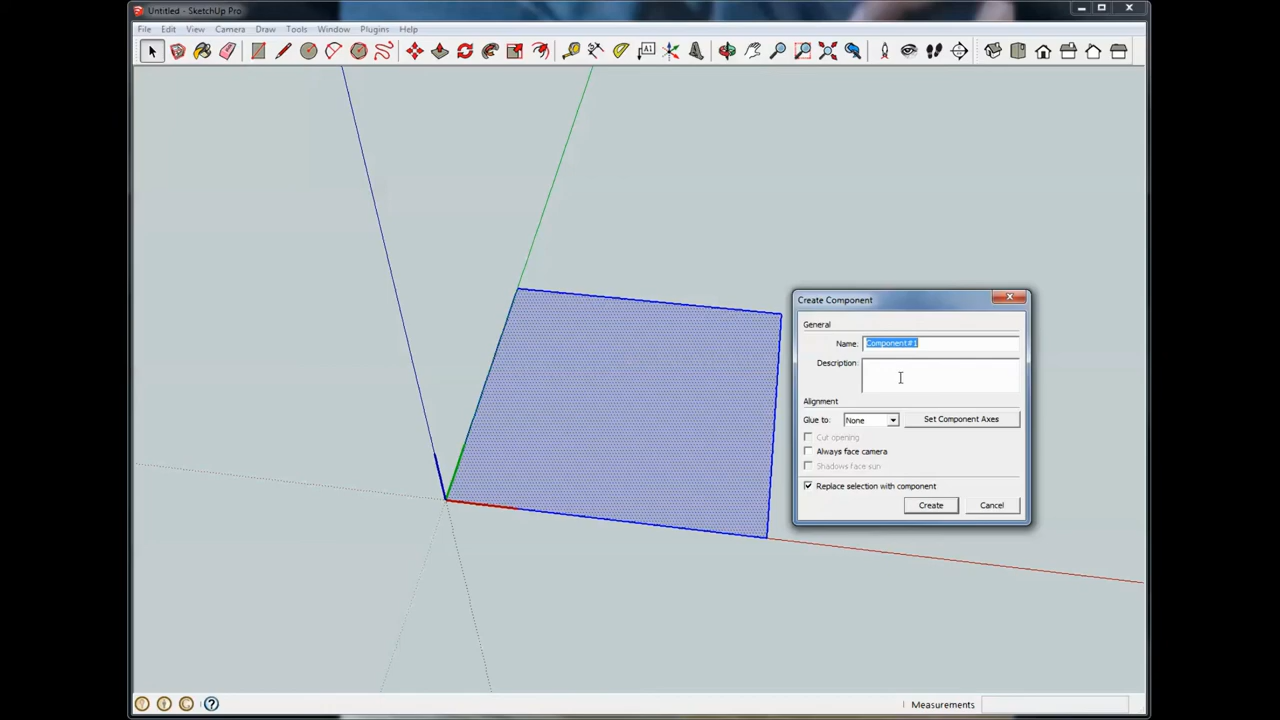 Untitled - SketchUp Pro
File Edit View Camera Draw Tools Window Plugins Help
A1
Create Component
General
Name: Component#1
Description:
Alignment
Glue to: None Set Component Axes
Cut opening
Always face camera
Shadows face sun
Replace selection with component
Create Cancel
? Measurements